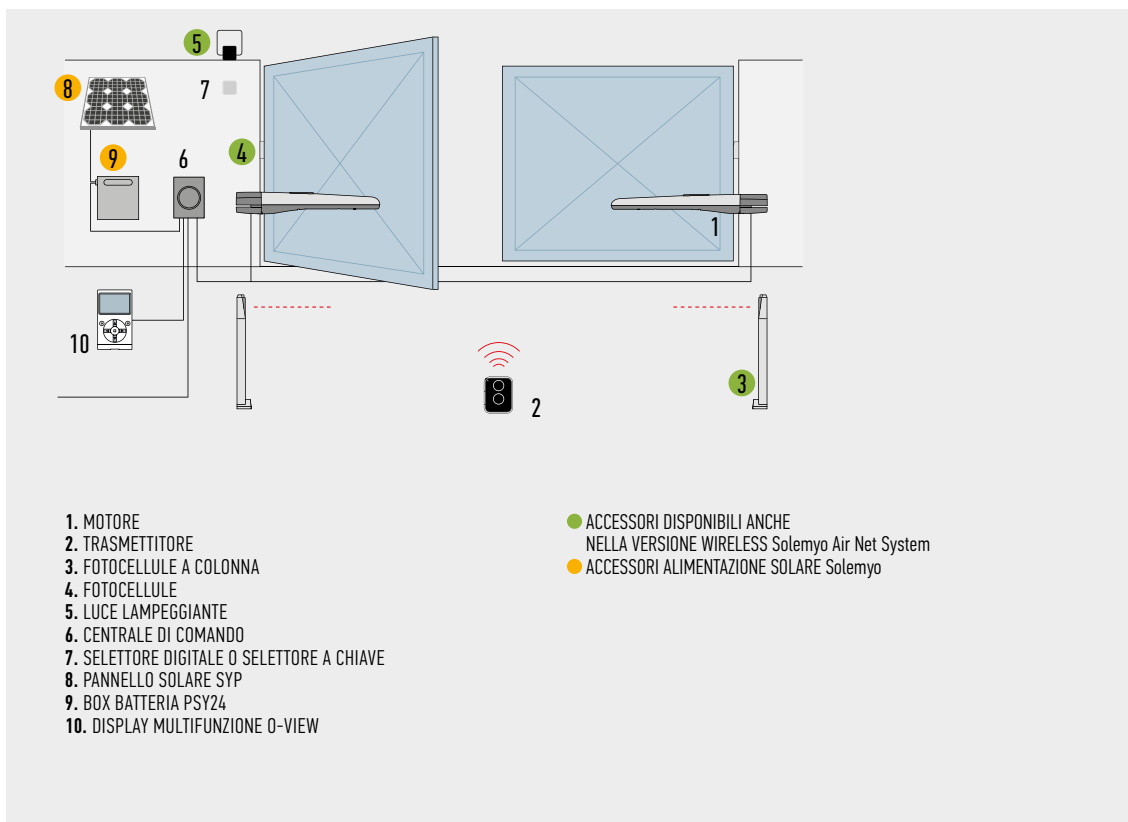 5
8
7
9
6
4
1
10
3
2
1. MOTORE
2. TRASMETTITORE
3. FOTOCELLULE A COLONNA
4. FOTOCELLULE
5. LUCE LAMPEGGIANTE
6. CENTRALE DI COMANDO
7. SELETTORE DIGITALE O SELETTORE A CHIAVE
8. PANNELLO SOLARE SYP
9. BOX BATTERIA PSY24
10. DISPLAY MULTIFUNZIONE O-VIEW
ACCESSORI DISPONIBILI ANCHE
NELLA VERSIONE WIRELESS Solemyo Air Net System
ACCESSORI ALIMENTAZIONE SOLARE Solemyo